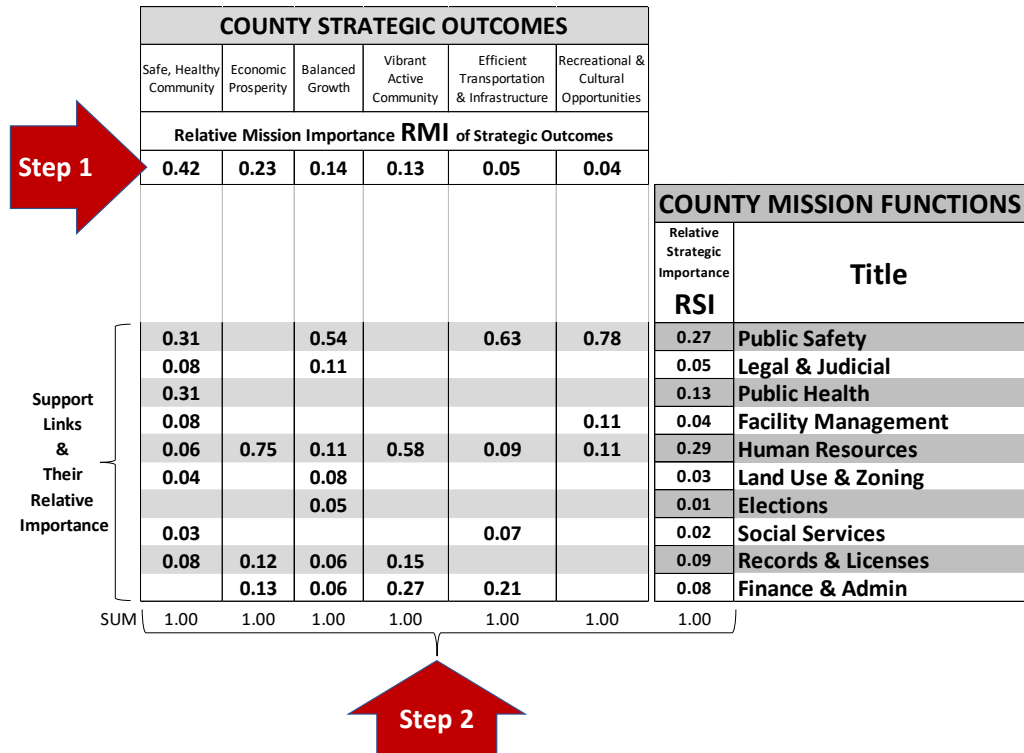 COUNTY STRATEGIC OUTCOMES
Safe, Healthy Community
Economic Prosperity
Balanced Growth
Vibrant Active Community
Efficient Transportation & Infrastructure
Recreational & Cultural Opportunities
Relative Mission Importance RMI of Strategic Outcomes
Step 1
0.42 0.23 0.14 0.13 0.05 0.04
COUNTY MISSION FUNCTIONS
Relative
Strategic
Importance
RSI
Title
Support
Links
&
Their
Relative
Importance
0.31 0.54 0.63 0.78 0.27 Public Safety
0.08 0.11 0.05 Legal & Judicial
0.31 0.13 Public Health
0.08 0.11 0.04 Facility Management
0.06 0.75 0.11 0.58 0.09 0.11 0.29 Human Resources
0.04 0.08 0.03 Land Use & Zoning
0.05 0.01 Elections
0.03 0.07 0.02 Social Services
0.08 0.12 0.06 0.15 0.09 Records & Licenses
0.13 0.06 0.27 0.21 0.08 Finance & Admin
SUM 1.00 1.00 1.00 1.00 1.00 1.00 1.00
Step 2